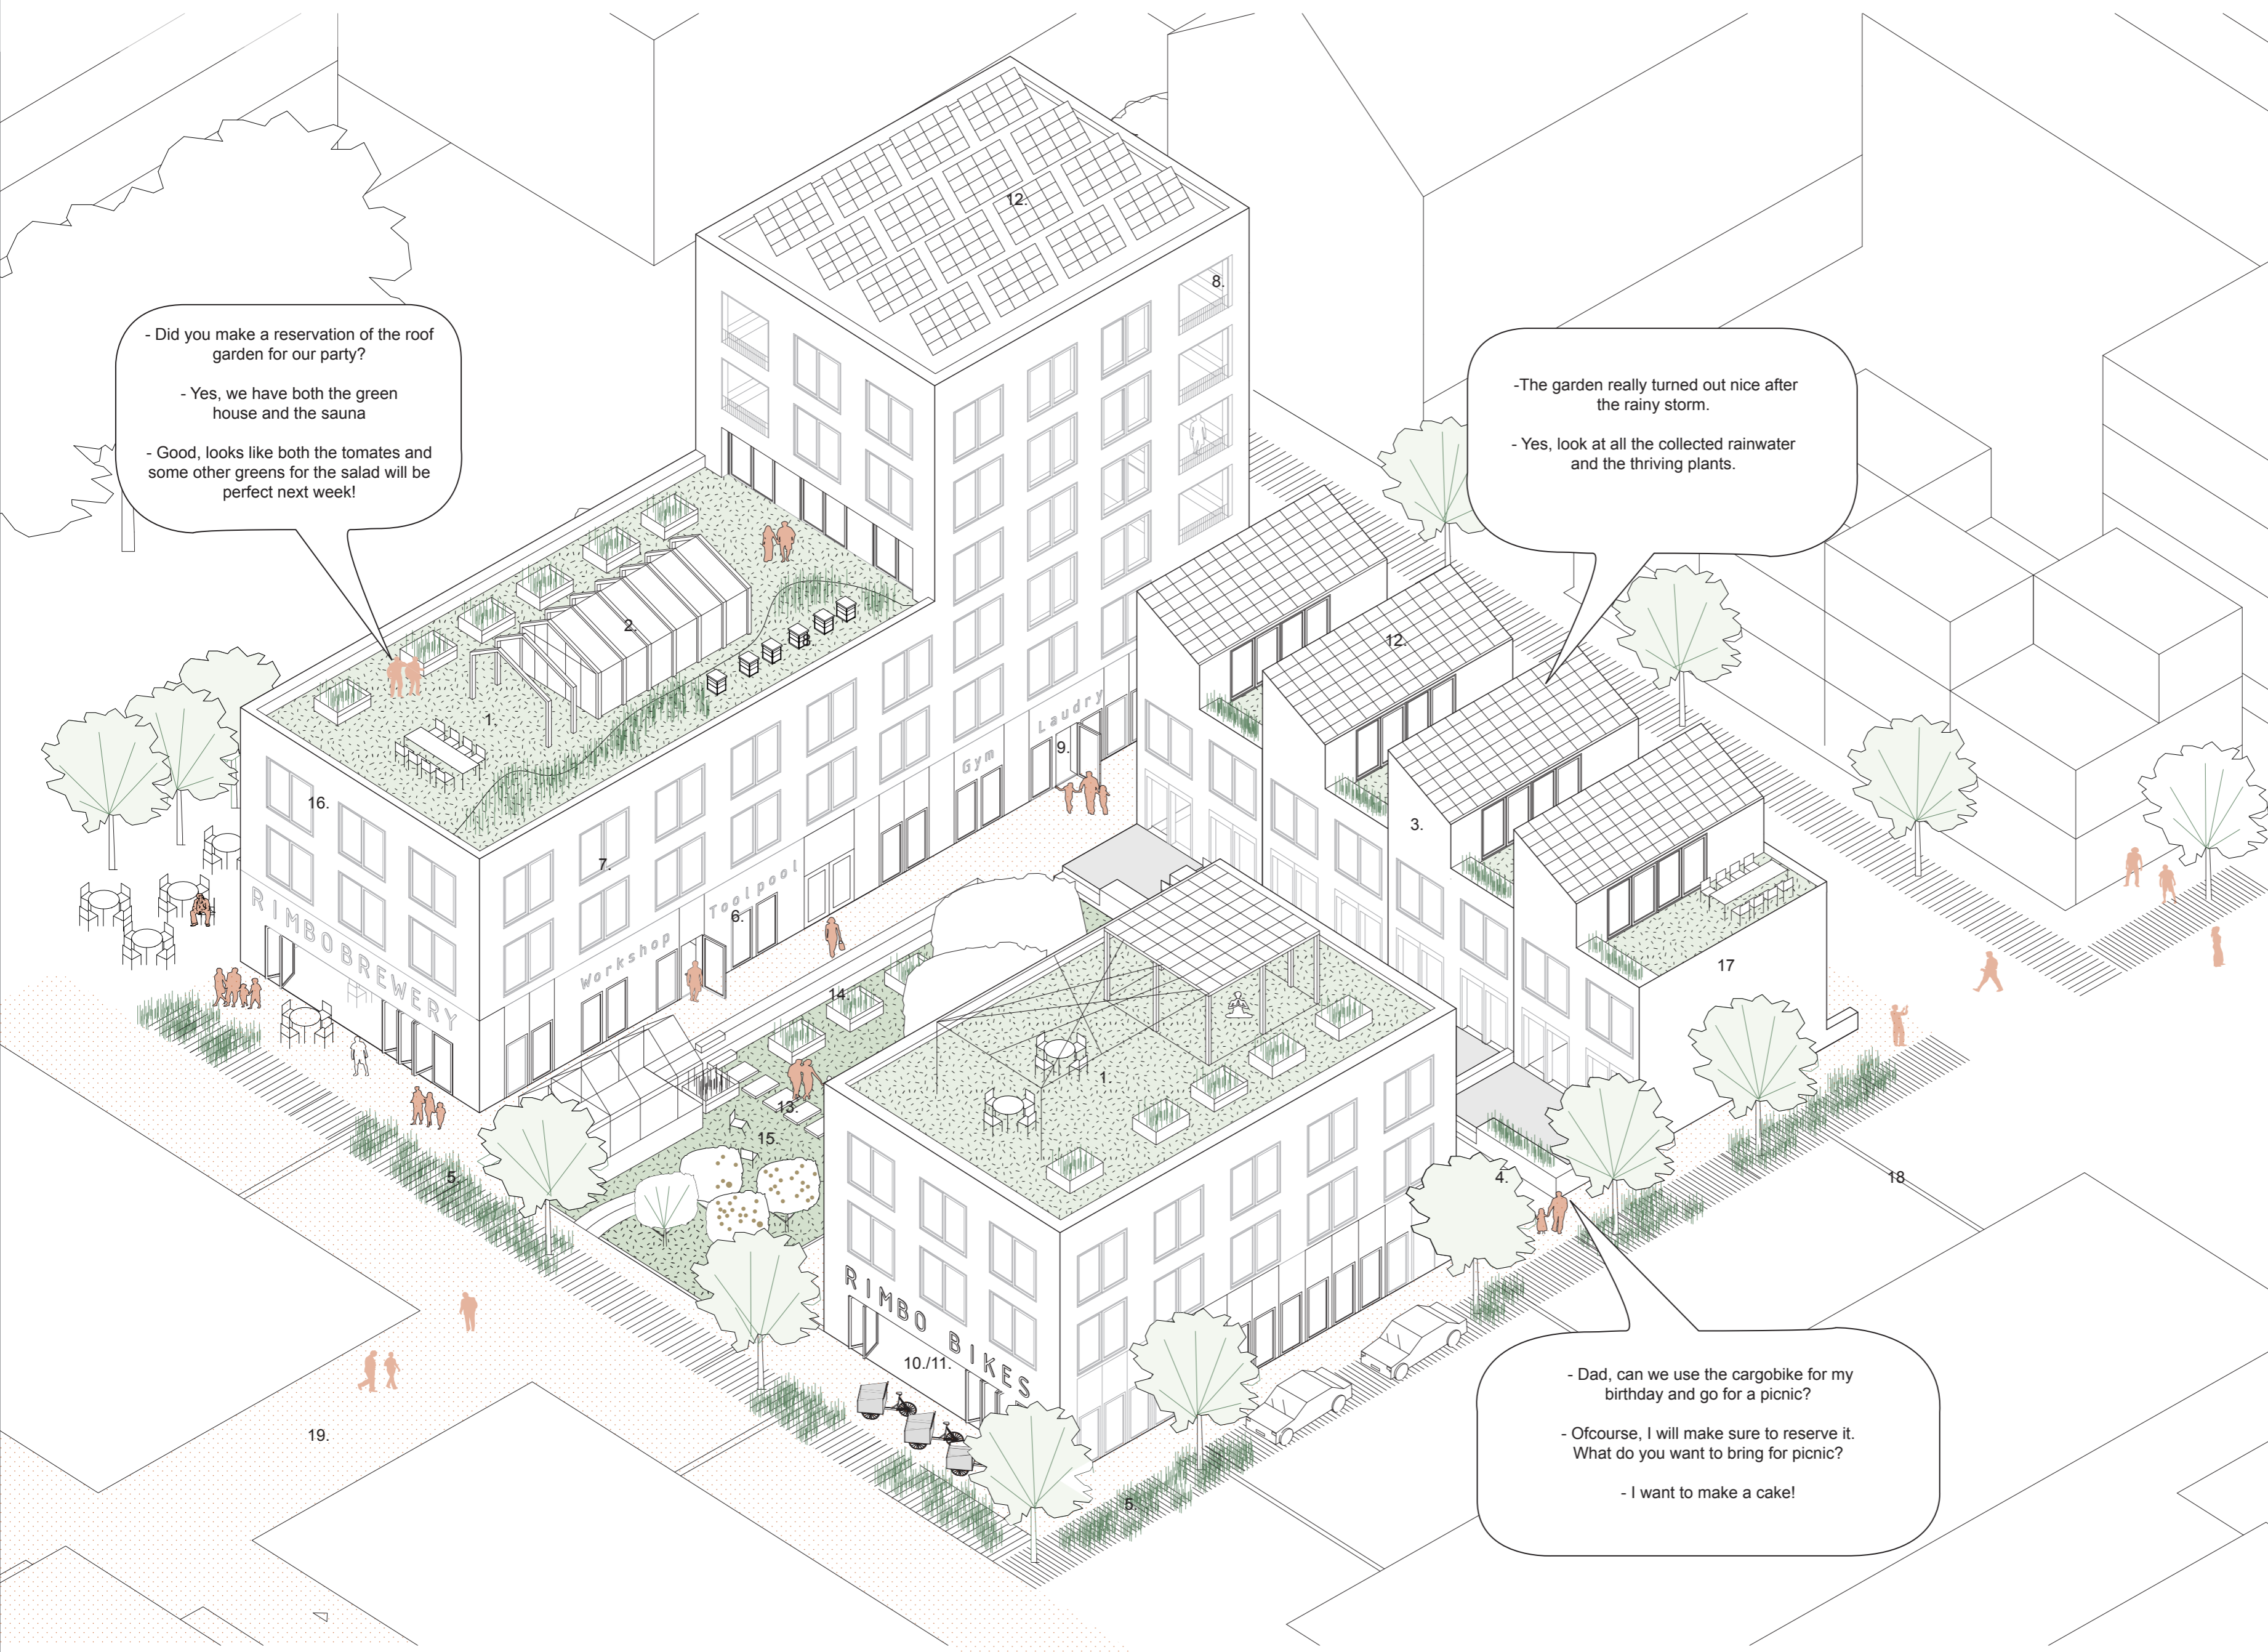 12.
8.
- Did you make a reservation of the roof
garden for our party?
- Yes, we have both the green
house and the sauna
- Good, looks like both the tomates and
some other greens for the salad will be
perfect next week!
-The garden really turned out nice after
the rainy storm.
- Yes, look at all the collected rainwater
and the thriving plants.
2.
12.
1.
Laudry
9.
Gym
16.
3.
7.
Toolpool
6.
RIMBOBREWERY
Workshop
17
14.
1.
13.
15.
5.
4.
18
RIMBO BIKES
10./11.
- Dad, can we use the cargobike for my
birthday and go for a picnic?
- Ofcourse, I will make sure to reserve it.
What do you want to bring for picnic?
- I want to make a cake!
19.
5.